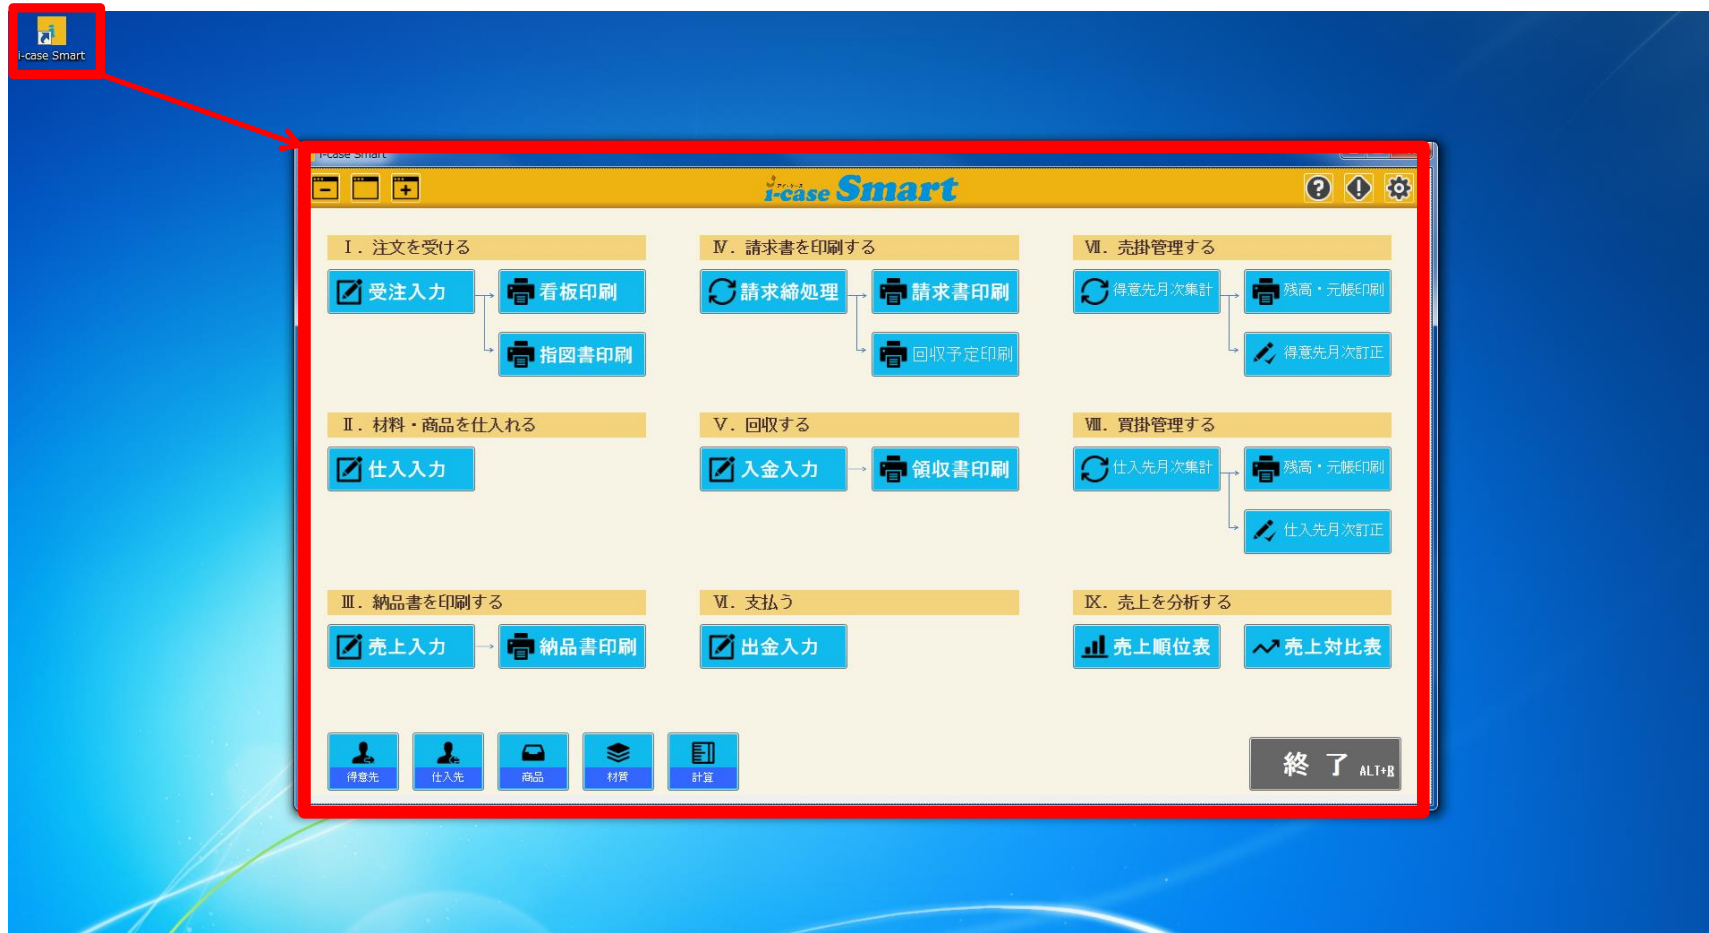 i-case Smart
i-case Smart
i-case Smart
Ⅰ. 注文を受ける
受注入力
看板印刷
指図書印刷
Ⅱ. 材料・商品を仕入れる
仕入入力
Ⅲ. 納品書を印刷する
売上入力
納品書印刷
Ⅳ. 請求書を印刷する
請求締処理
請求書印刷
回収予定印刷
Ⅴ. 回収する
入金入力
領収書印刷
Ⅵ. 支払う
出金入力
Ⅶ. 売掛管理する
得意先月次集計
残高・元帳印刷
得意先月次訂正
Ⅷ. 買掛管理する
仕入先月次集計
残高・元帳印刷
仕入先月次訂正
Ⅸ. 売上を分析する
売上順位表
売上対比表
得意先
仕入先
商品
材質
計算
終 了 ALT+R